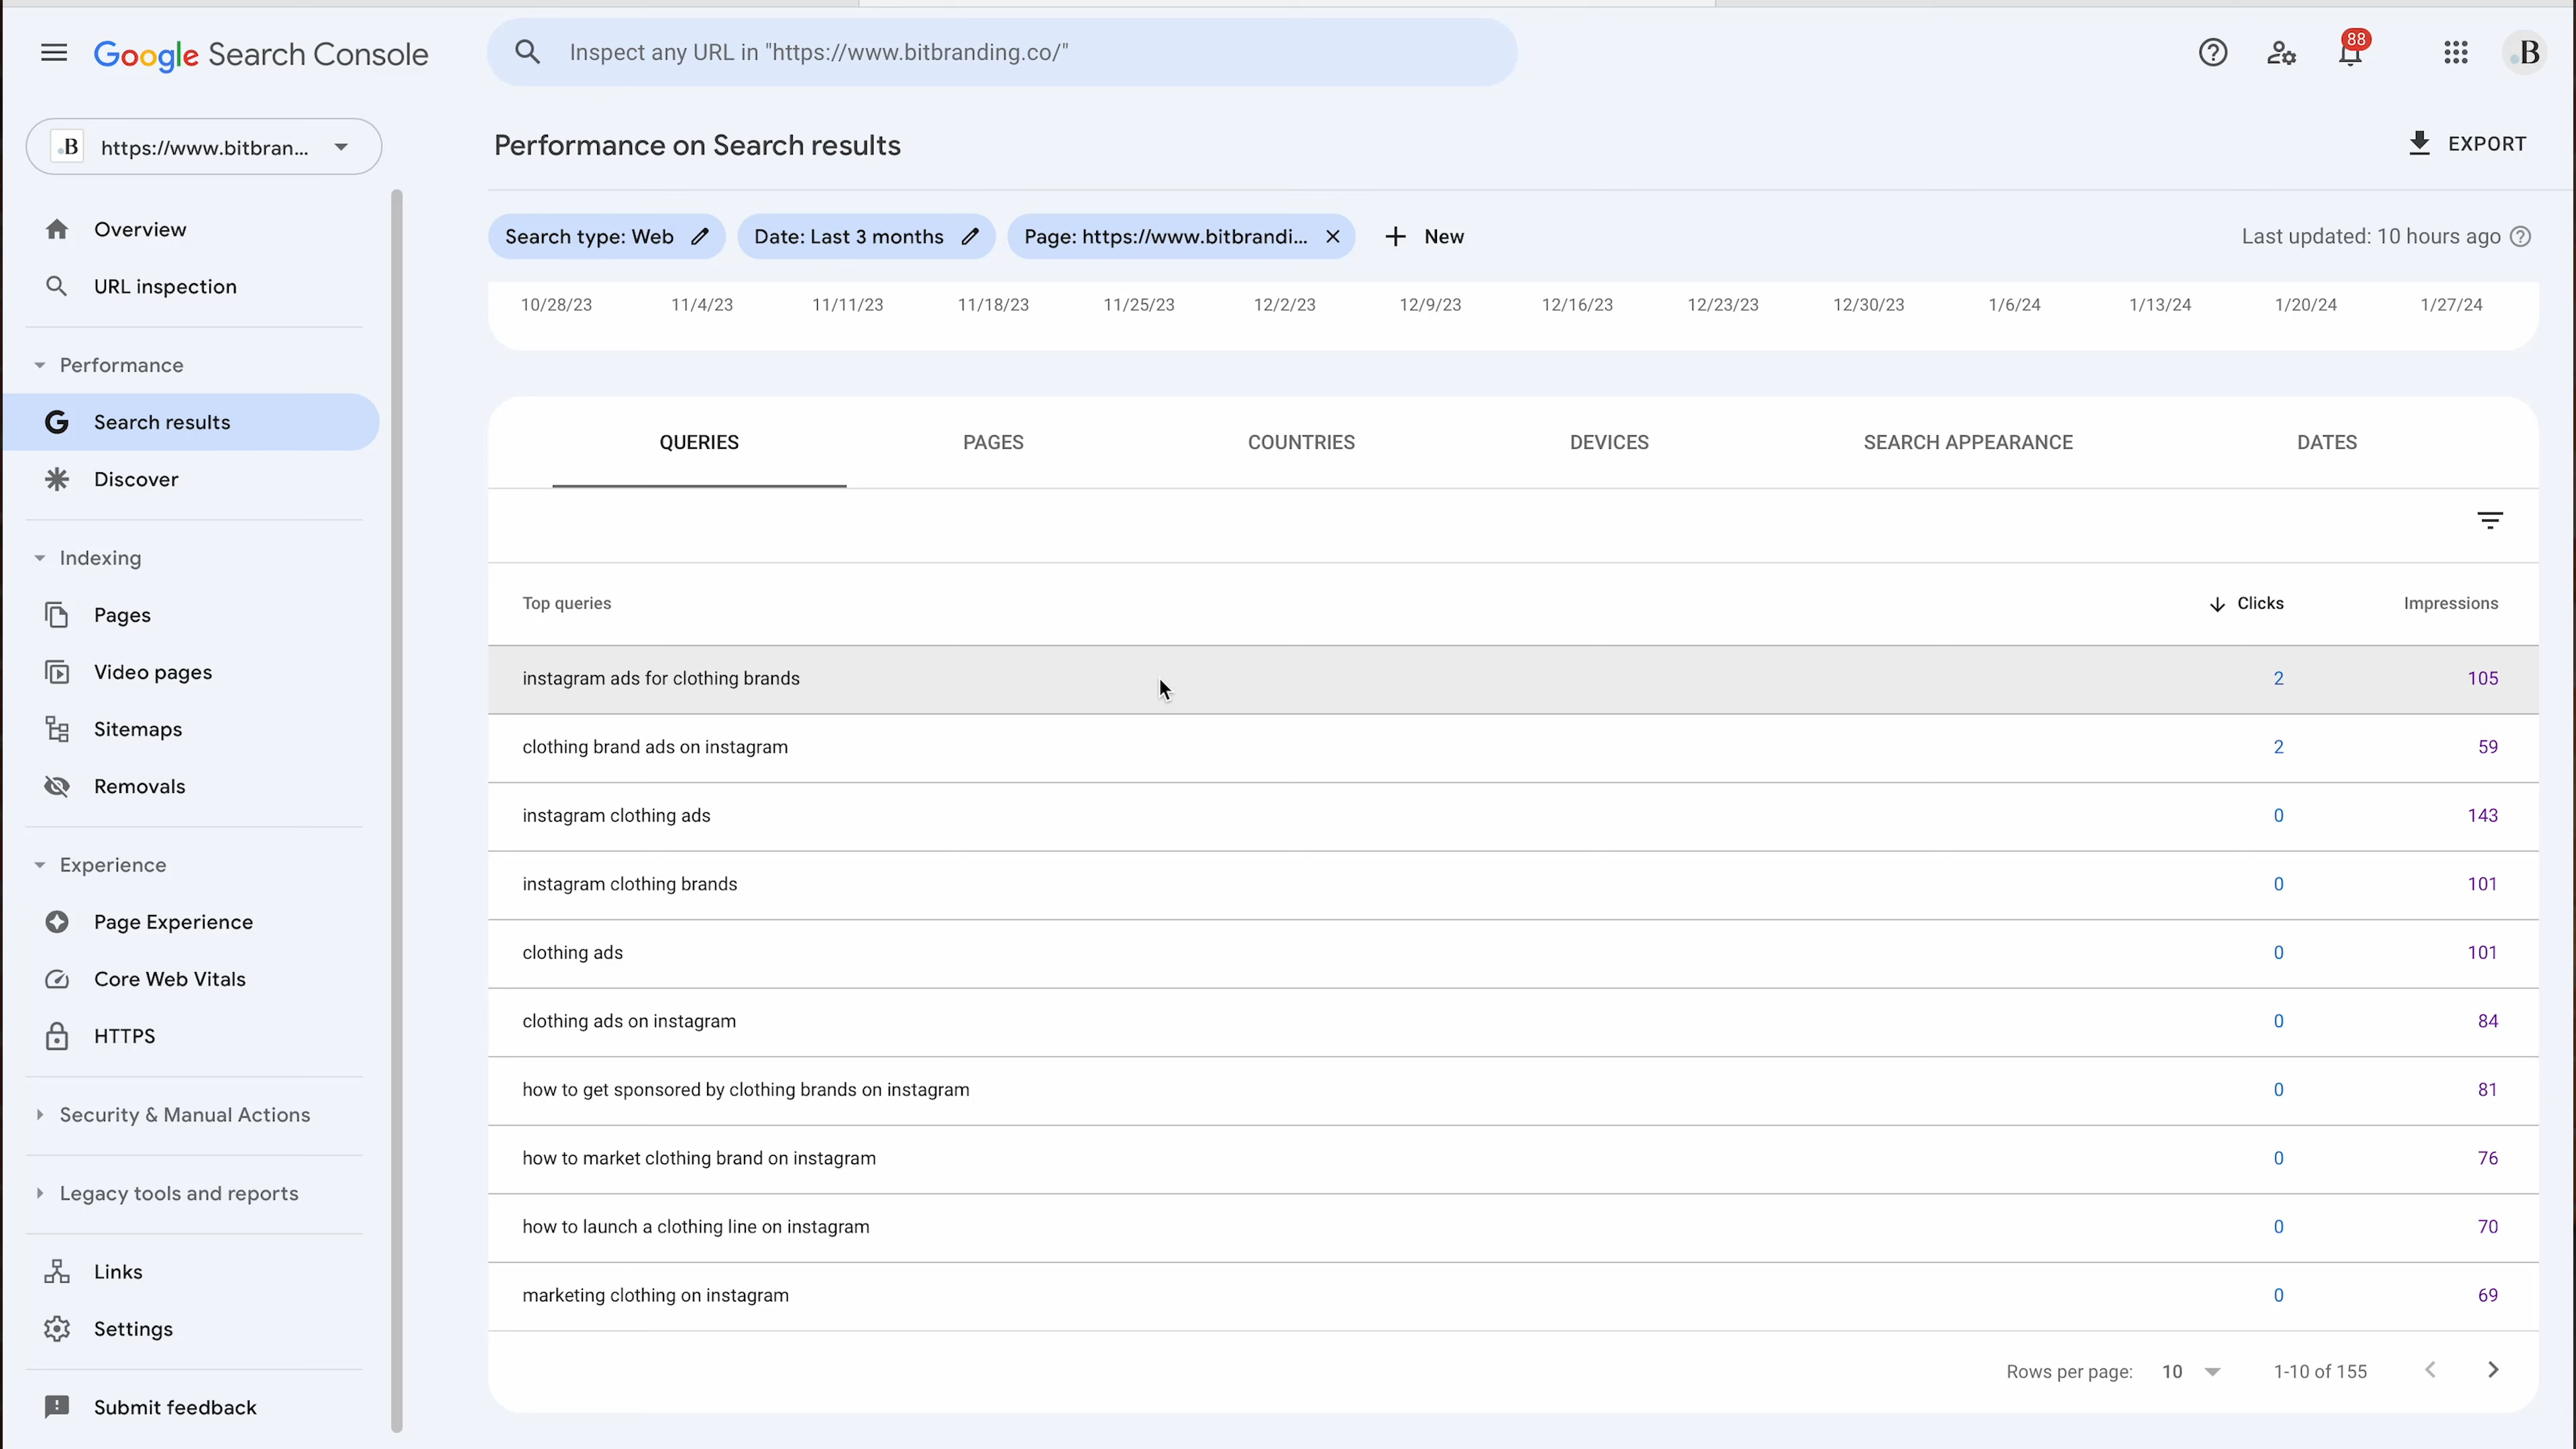 Google Search Console
Inspect any URL in "https://www.bitbranding.co/"
88
.B
.B
https://www.bitbran...
Performance on Search results
EXPORT
Overview
URL inspection
Performance
Search results
Discover
Indexing
Pages
Video pages
Sitemaps
Removals
Experience
Page Experience
Core Web Vitals
HTTPS
Security & Manual Actions
Legacy tools and reports
Links
Settings
Submit feedback
Search type: Web
Date: Last 3 months
Page: https://www.bitbrandi...
New
Last updated: 10 hours ago
10/28/23 11/4/23 11/11/23 11/18/23 11/25/23 12/2/23 12/9/23 12/16/23 12/23/23 12/30/23 1/6/24 1/13/24 1/20/24 1/27/24
QUERIES PAGES COUNTRIES DEVICES SEARCH APPEARANCE DATES
Top queries Clicks Impressions
instagram ads for clothing brands 2 105
clothing brand ads on instagram 2 59
instagram clothing ads 0 143
instagram clothing brands 0 101
clothing ads 0 101
clothing ads on instagram 0 84
how to get sponsored by clothing brands on instagram 0 81
how to market clothing brand on instagram 0 76
how to launch a clothing line on instagram 0 70
marketing clothing on instagram 0 69
Rows per page: 10 1-10 of 155